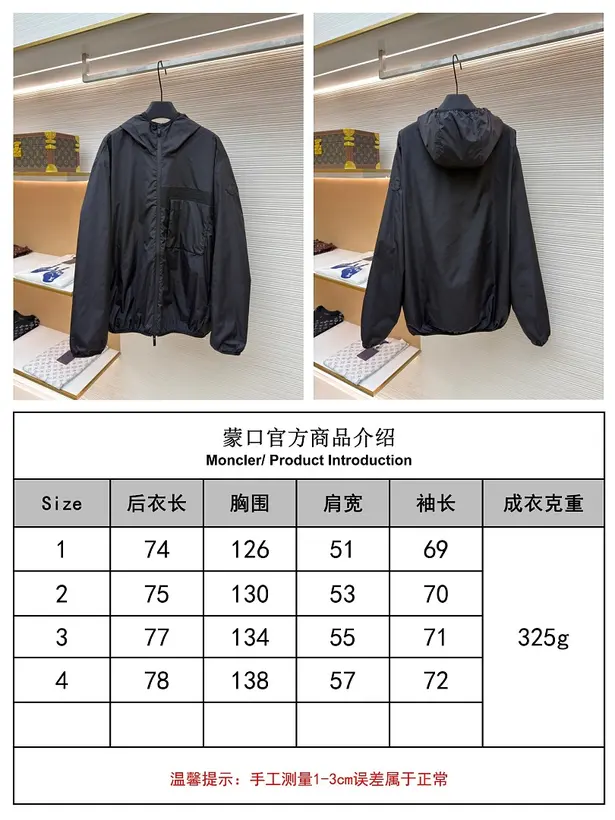 蒙口官方商品介绍
Moncler/ Product Introduction
Size 后衣长 胸围 肩宽 袖长 成衣克重
1 74 126 51 69
2 75 130 53 70
3 77 134 55 71
4 78 138 57 72
325g
温馨提示：手工测量1-3cm误差属于正常